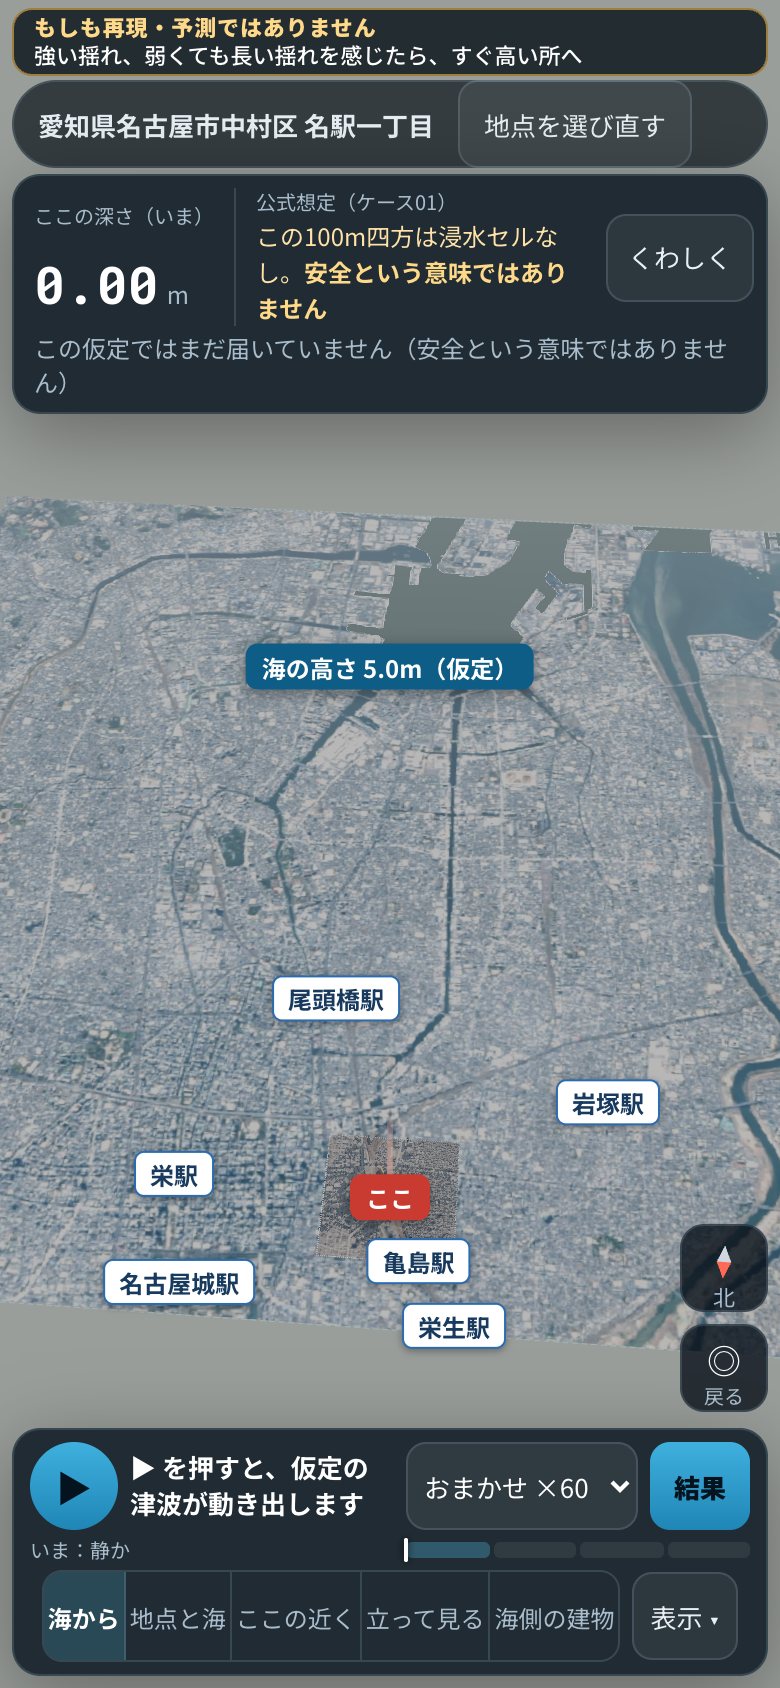 もしも再現・予測ではありません
強い揺れ、弱くても長い揺れを感じたら、すぐ高い所へ
愛知県名古屋市中村区 名駅一丁目
地点を選び直す
ここの深さ（いま）
0.00 m
公式想定（ケース01）
この100m四方は浸水セルな
し。安全という意味ではあり
ません
くわしく
この仮定ではまだ届いていません（安全という意味ではありませ
ん）
海の高さ 5.0m（仮定）
尾頭橋駅
岩塚駅
栄駅
ここ
亀島駅
名古屋城駅
栄生駅
北
◎
戻る
▶ を押すと、仮定の
津波が動き出します
おまかせ ×60
結果
いま：静か
海から
地点と海
ここの近く
立って見る
海側の建物
表示 ▾